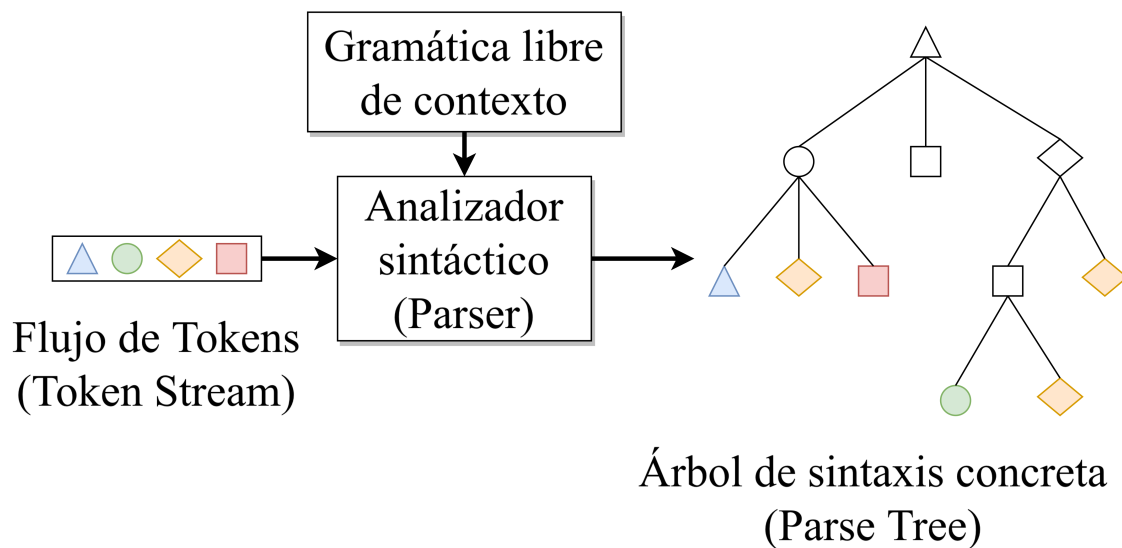 Gramática libre
de contexto
Analizador
sintáctico
(Parser)
Flujo de Tokens
(Token Stream)
Árbol de sintaxis concreta
(Parse Tree)